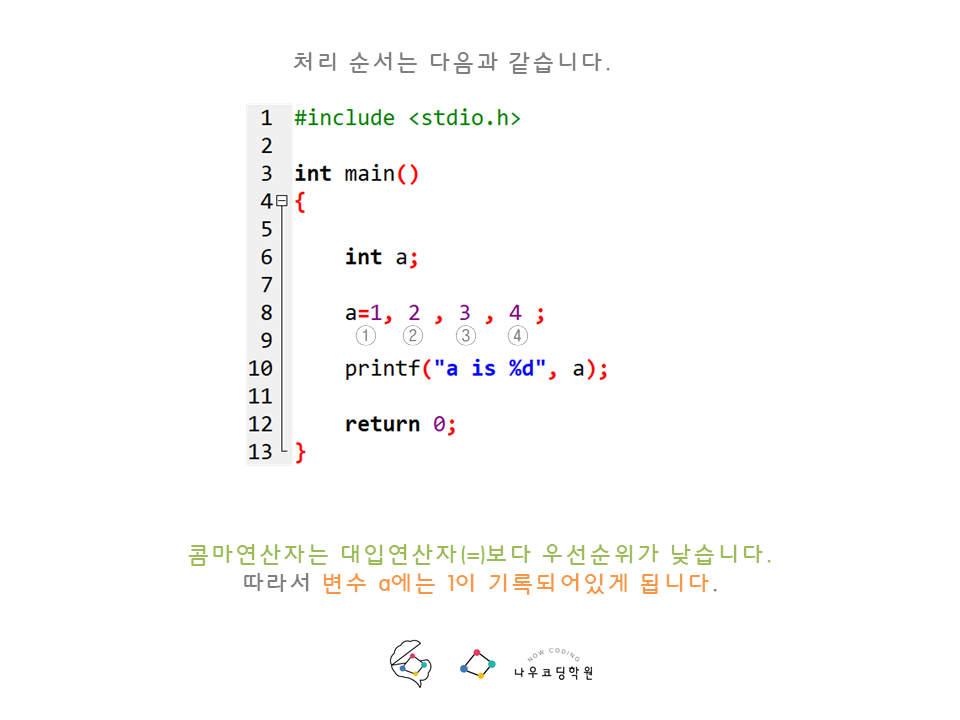 처리 순서는 다음과 같습니다.
1 #include <stdio.h>
2
3 int main()
4 {
5
6 int a;
7
8 a=1, 2 , 3 , 4 ;
9 ① ② ③ ④
10 printf("a is %d", a);
11
12 return 0;
13 }
콤마연산자는 대입연산자(=)보다 우선순위가 낮습니다.
따라서 변수 a에는 1이 기록되어있게 됩니다.
NOW CODING
나우코딩학원